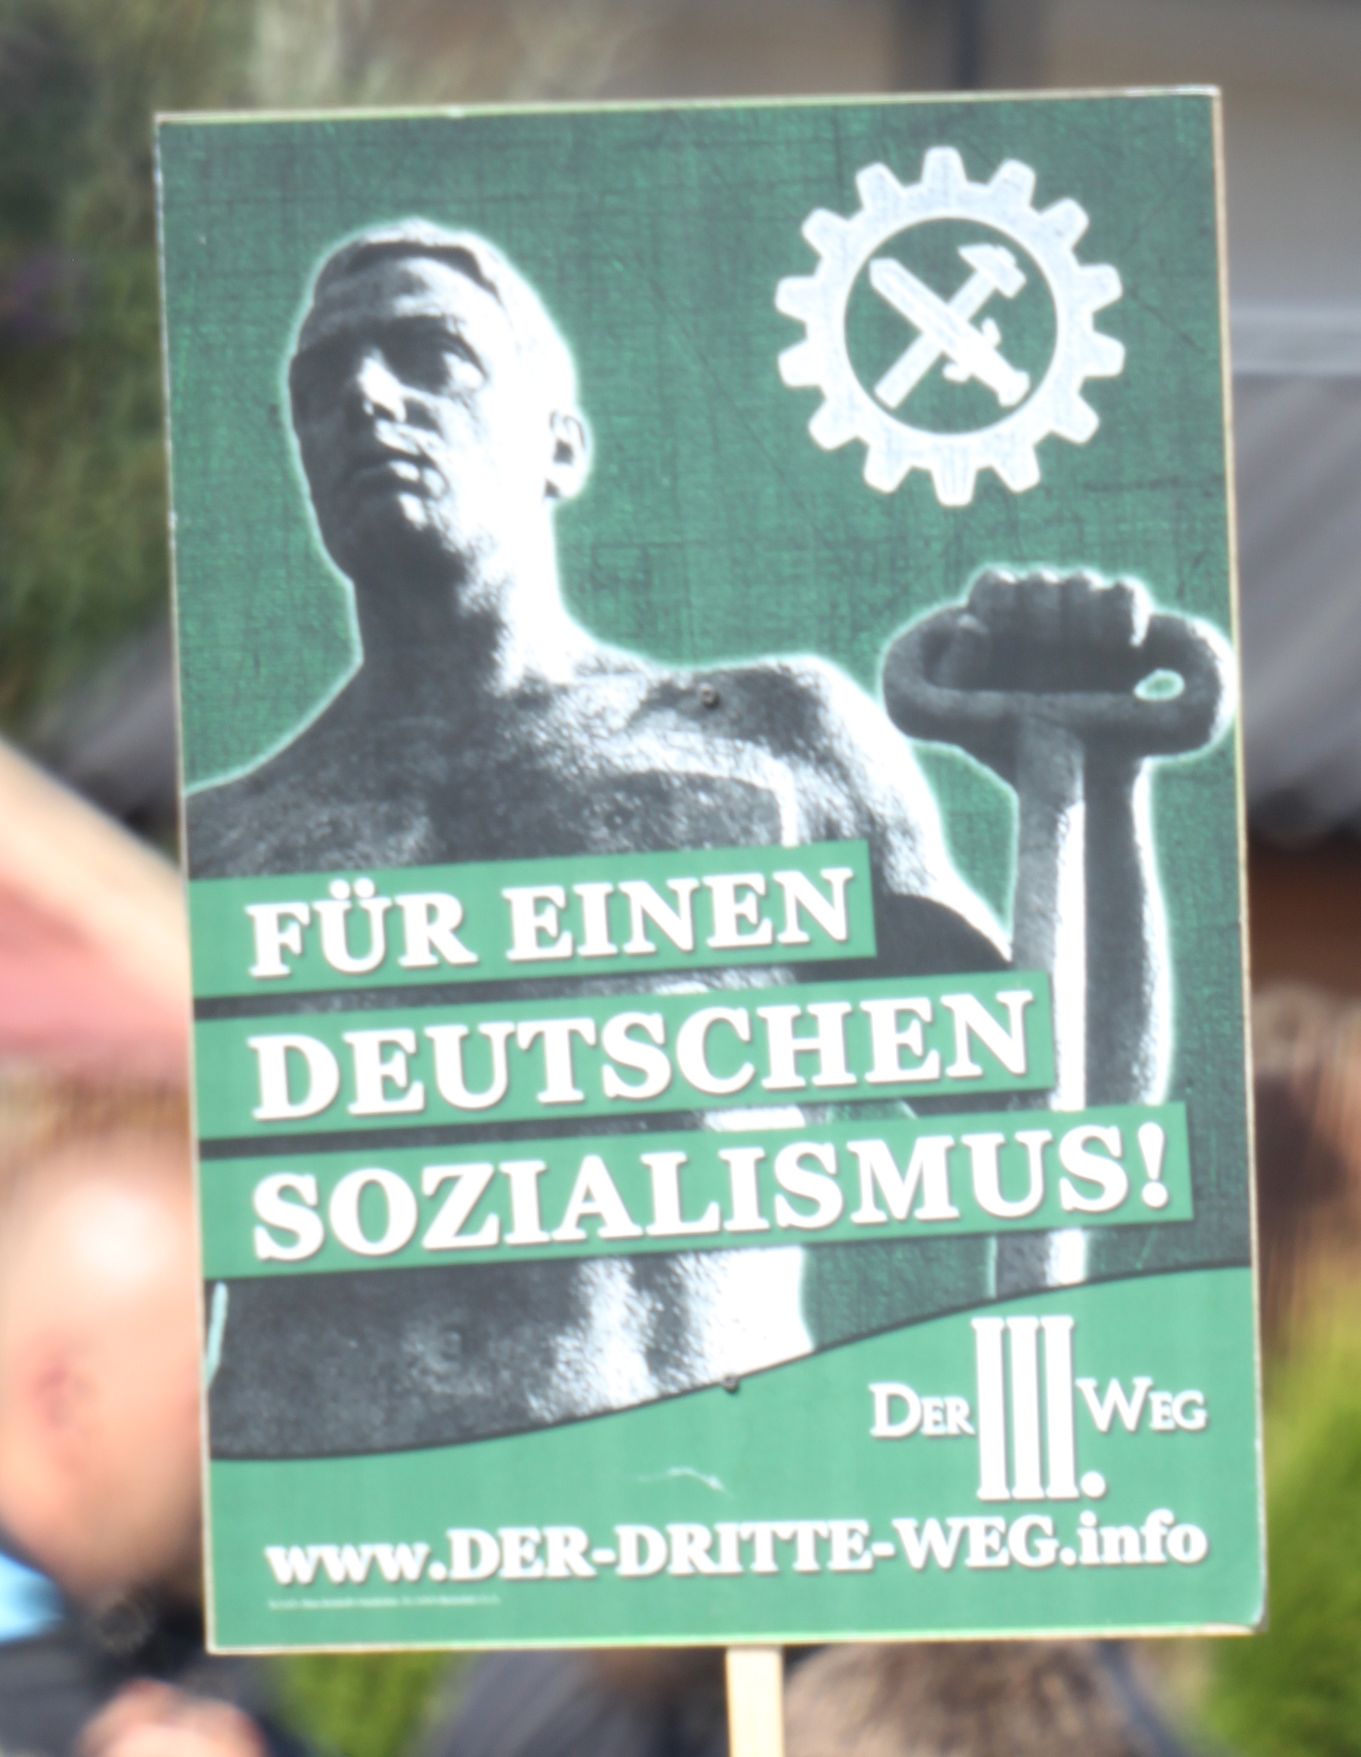 FÜR EINEN
DEUTSCHEN
SOZIALISMUS!
DER III. WEG
www.DER-DRITTE-WEG.info